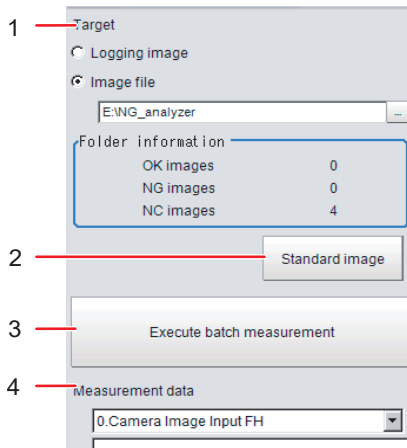 1 Target
Logging image
Image file
E:\NG_analyzer ...
Folder information
OK images 0
NG images 0
NC images 4
2 Standard image
3 Execute batch measurement
4 Measurement data
0.Camera Image Input FH